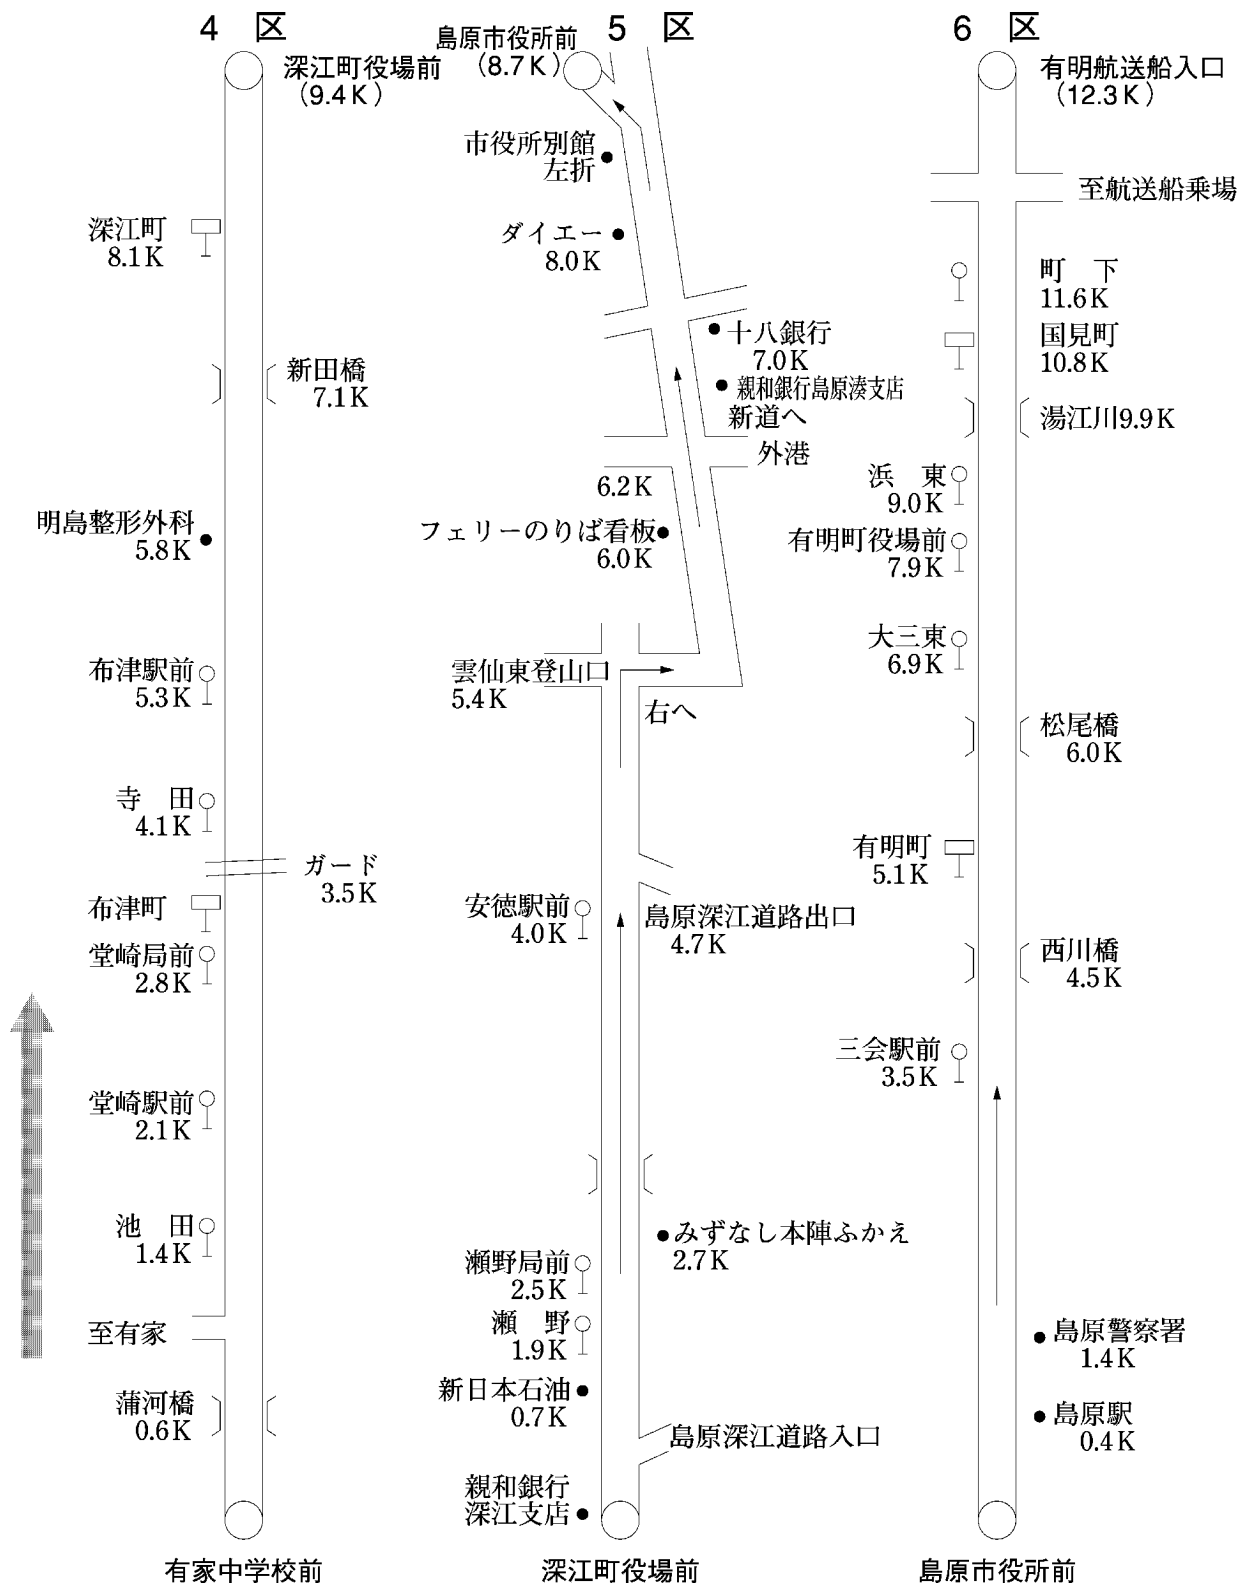 4 区
深江町役場前
（9.4K）
深江町
8.1K
新田橋
7.1K
明島整形外科
5.8K
布津駅前
5.3K
寺 田
4.1K
ガード
3.5K
布津町
堂崎局前
2.8K
堂崎駅前
2.1K
池 田
1.4K
至有家
蒲河橋
0.6K
有家中学校前
5 区
島原市役所前
（8.7K）
市役所別館
左折
ダイエー
8.0K
十八銀行
7.0K
親和銀行島原湊支店
新道へ
外港
6.2K
フェリーのりば看板
6.0K
雲仙東登山口
5.4K
右へ
安徳駅前
4.0K
島原深江道路出口
4.7K
みずなし本陣ふかえ
2.7K
瀬野局前
2.5K
瀬 野
1.9K
新日本石油
0.7K
島原深江道路入口
親和銀行
深江支店
深江町役場前
6 区
有明航送船入口
（12.3K）
至航送船乗場
町 下
11.6K
国見町
10.8K
湯江川9.9K
浜 東
9.0K
有明町役場前
7.9K
大三東
6.9K
松尾橋
6.0K
有明町
5.1K
西川橋
4.5K
三会駅前
3.5K
島原警察署
1.4K
島原駅
0.4K
島原市役所前